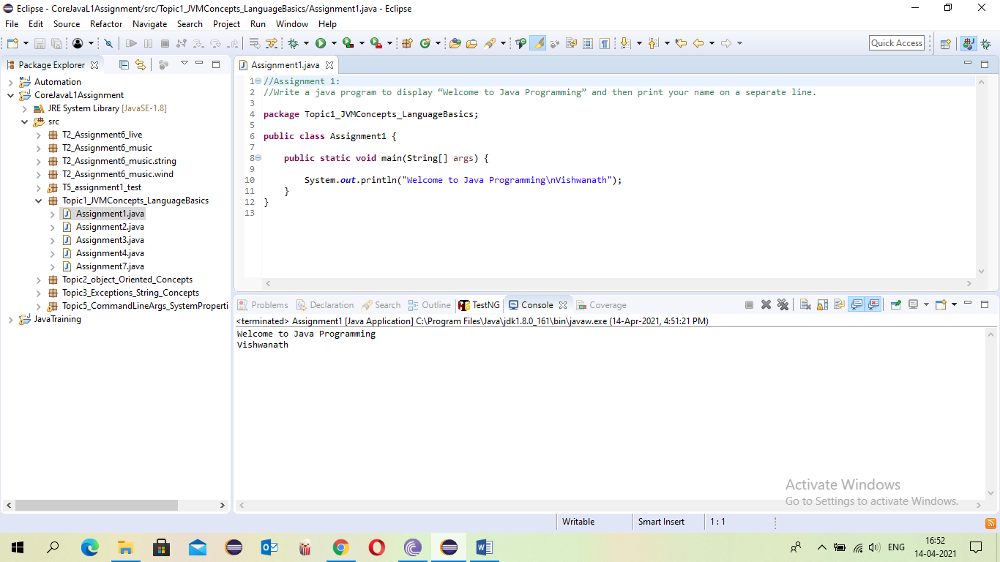 Eclipse - CoreJavaL1Assignment/src/Topic1_JVMConcepts_LanguageBasics/Assignment1.java - Eclipse
File Edit Source Refactor Navigate Search Project Run Window Help
Quick Access
Package Explorer
Automation
CoreJavaL1Assignment
JRE System Library [JavaSE-1.8]
src
T2_Assignment6_live
T2_Assignment6_music
T2_Assignment6_music.string
T2_Assignment6_music.wind
T5_assignment1_test
Topic1_JVMConcepts_LanguageBasics
Assignment1.java
Assignment2.java
Assignment3.java
Assignment4.java
Assignment7.java
Topic2_object_Oriented_Concepts
Topic3_Exceptions_String_Concepts
Topic5_CommandLineArgs_SystemProperti
JavaTraining
Assignment1.java
1 //Assignment 1:
2 //Write a java program to display “Welcome to Java Programming” and then print your name on a separate line.
3
4 package Topic1_JVMConcepts_LanguageBasics;
5
6 public class Assignment1 {
7
8 public static void main(String[] args) {
9
10 System.out.println("Welcome to Java Programming\nVishwanath");
11 }
12 }
13
Problems Declaration Search Outline TestNG Console Coverage
<terminated> Assignment1 [Java Application] C:\Program Files\Java\jdk1.8.0_161\bin\javaw.exe (14-Apr-2021, 4:51:21 PM)
Welcome to Java Programming
Vishwanath
Activate Windows
Go to Settings to activate Windows.
Writable Smart Insert 1 : 1
ENG
16:52
14-04-2021